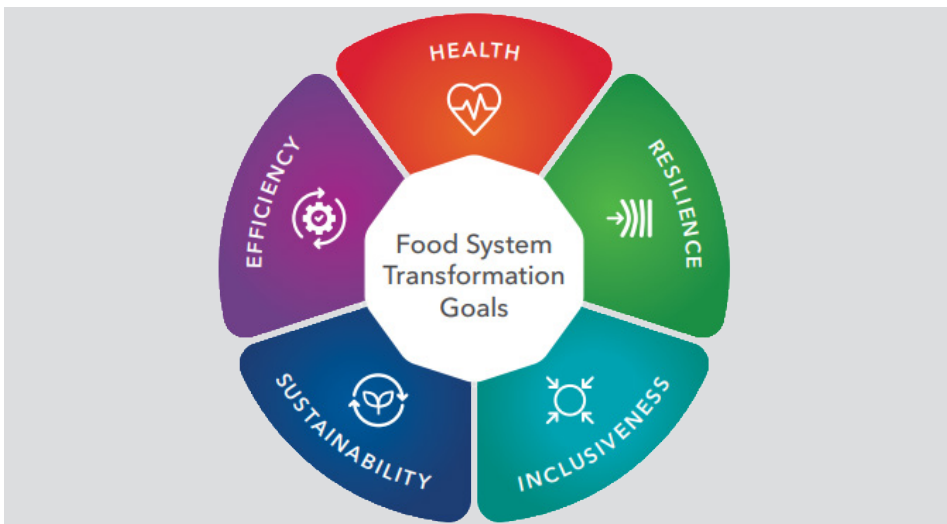 HEALTH
RESILIENCE
INCLUSIVENESS
SUSTAINABILITY
EFFICIENCY
Food System
Transformation
Goals